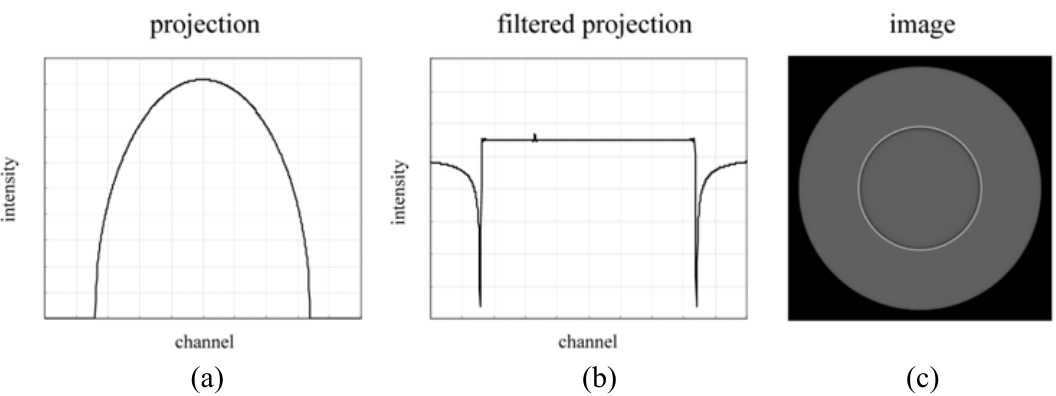 projection
filtered projection
image
intensity
intensity
channel
channel
(a)
(b)
(c)